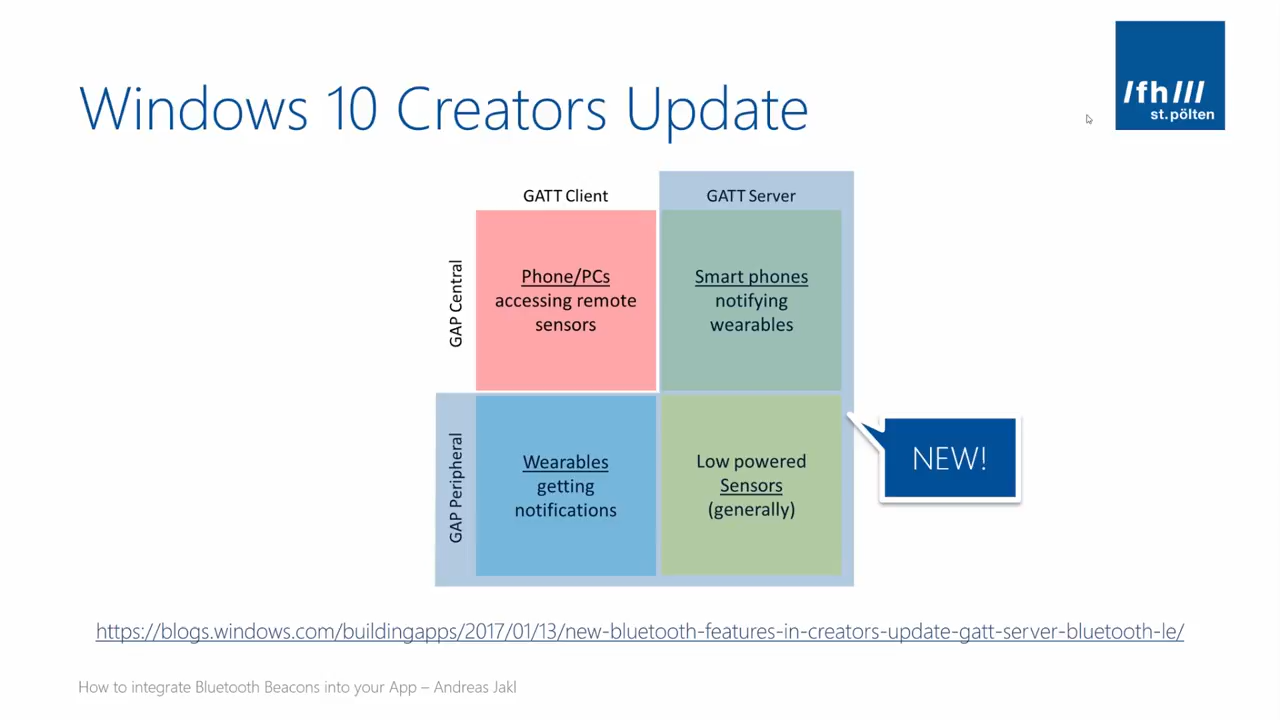 /fh///
st.pölten
Windows 10 Creators Update
GATT Client
GATT Server
GAP Central
Phone/PCs
accessing remote
sensors
Smart phones
notifying
wearables
GAP Peripheral
Wearables
getting
notifications
Low powered
Sensors
(generally)
NEW!
https://blogs.windows.com/buildingapps/2017/01/13/new-bluetooth-features-in-creators-update-gatt-server-bluetooth-le/
How to integrate Bluetooth Beacons into your App – Andreas Jakl